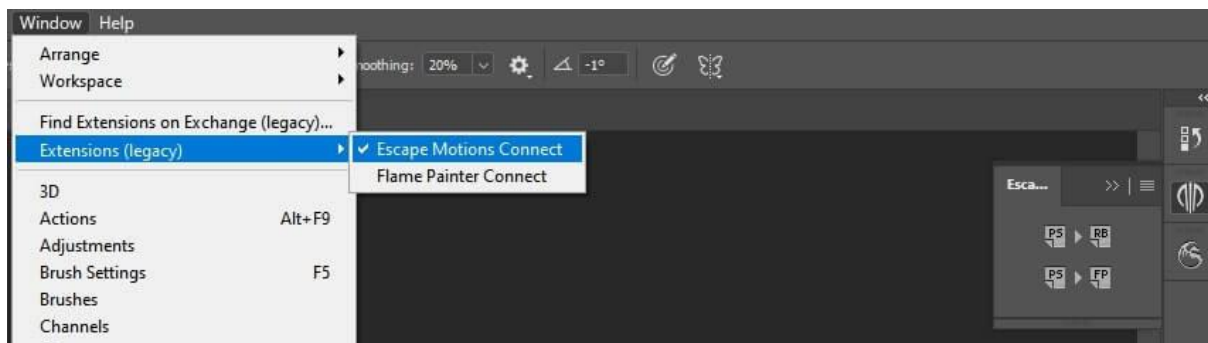 Window Help
Arrange
Workspace
Find Extensions on Exchange (legacy)...
Extensions (legacy)
3D
Actions Alt+F9
Adjustments
Brush Settings F5
Brushes
Channels
Escape Motions Connect
Flame Painter Connect
moothing: 20% -1°
Esca...
PS RB
PS FP